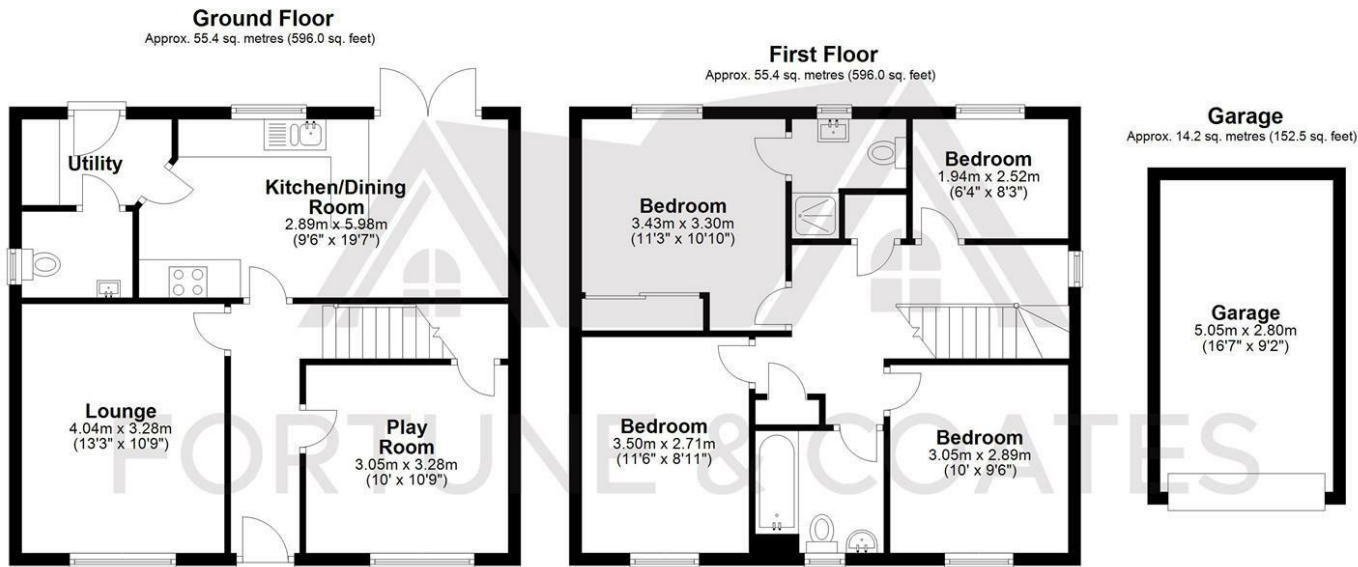 Ground Floor
Approx. 55.4 sq. metres (596.0 sq. feet)
Utility
Kitchen/Dining
Room
2.89m x 5.98m
(9'6" x 19'7")
Lounge
4.04m x 3.28m
(13'3" x 10'9")
Play
Room
3.05m x 3.28m
(10' x 10'9")
First Floor
Approx. 55.4 sq. metres (596.0 sq. feet)
Bedroom
3.43m x 3.30m
(11'3" x 10'10")
Bedroom
1.94m x 2.52m
(6'4" x 8'3")
Bedroom
3.50m x 2.71m
(11'6" x 8'11")
Bedroom
3.05m x 2.89m
(10' x 9'6")
Garage
Approx. 14.2 sq. metres (152.5 sq. feet)
Garage
5.05m x 2.80m
(16'7" x 9'2")
FORTUNE & COATES